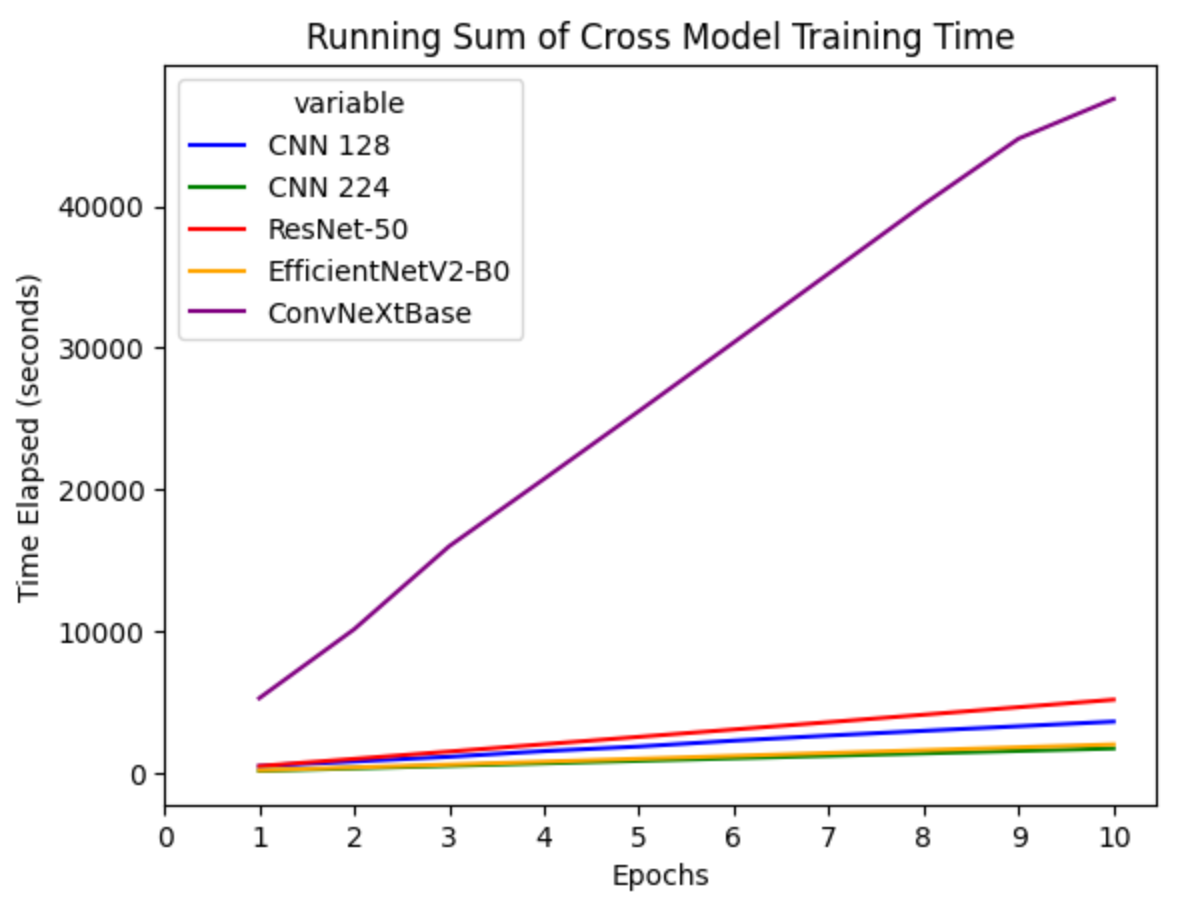 Running Sum of Cross Model Training Time
variable
CNN 128
CNN 224
ResNet-50
EfficientNetV2-B0
ConvNeXtBase
Time Elapsed (seconds)
40000
30000
20000
10000
0
0 1 2 3 4 5 6 7 8 9 10
Epochs